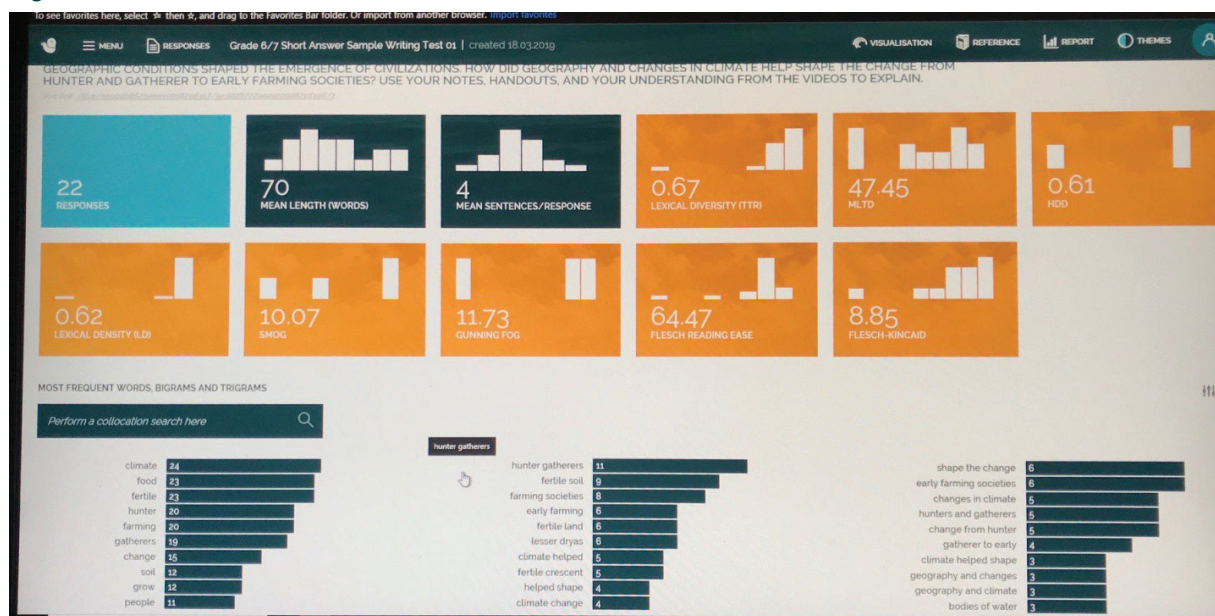 To see favorites here, select ☆ then ☆, and drag to the Favorites Bar folder. Or import from another browser. Import favorites
MENU RESPONSES Grade 6/7 Short Answer Sample Writing Test 01 | created 18.03.2019 VISUALISATION REFERENCE REPORT THEMES
GEOGRAPHIC CONDITIONS SHAPED THE EMERGENCE OF CIVILIZATIONS. HOW DID GEOGRAPHY AND CHANGES IN CLIMATE HELP SHAPE THE CHANGE FROM
HUNTER AND GATHERER TO EARLY FARMING SOCIETIES? USE YOUR NOTES, HANDOUTS, AND YOUR UNDERSTANDING FROM THE VIDEOS TO EXPLAIN.
22
RESPONSES
70
MEAN LENGTH (WORDS)
4
MEAN SENTENCES/RESPONSE
0.67
LEXICAL DIVERSITY (TTR)
47.45
MLTD
0.61
HDD
0.62
LEXICAL DENSITY (LD)
10.07
SMOG
11.73
GUNNING FOG
64.47
FLESCH READING EASE
8.85
FLESCH-KINCAID
MOST FREQUENT WORDS, BIGRAMS AND TRIGRAMS
Perform a collocation search here
hunter gatherers
climate 24
food 23
fertile 23
hunter 20
farming 20
gatherers 19
change 15
soil 12
grow 12
people 11
hunter gatherers 11
fertile soil 9
farming societies 8
early farming 6
fertile land 6
lesser dryas 6
climate helped 5
fertile crescent 5
helped shape 4
climate change 4
shape the change 6
early farming societies 6
changes in climate 5
hunters and gatherers 5
change from hunter 5
gatherer to early 4
climate helped shape 3
geography and changes 3
geography and climate 3
bodies of water 3